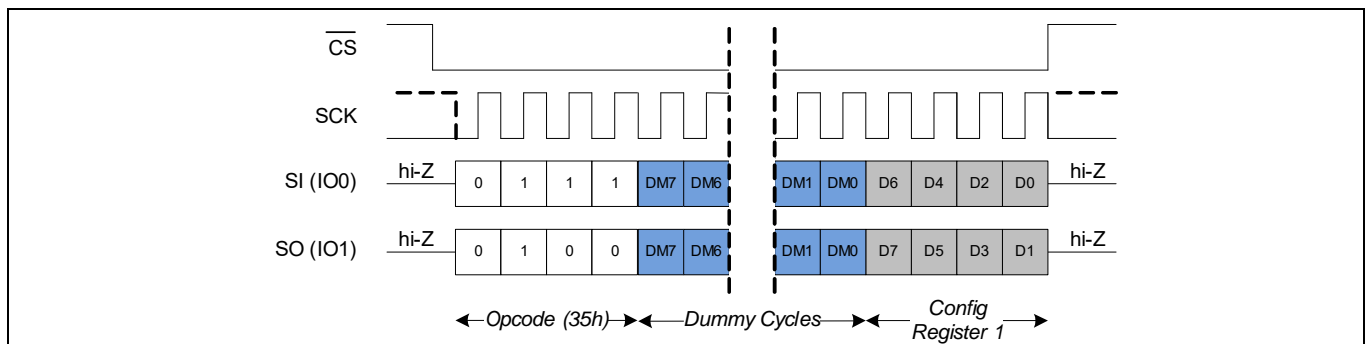 CS
SCK
SI (IO0) hi-Z 0 1 1 1 DM7 DM6 DM1 DM0 D6 D4 D2 D0 hi-Z
SO (IO1) hi-Z 0 1 0 0 DM7 DM6 DM1 DM0 D7 D5 D3 D1 hi-Z
Opcode (35h) Dummy Cycles Config
Register 1